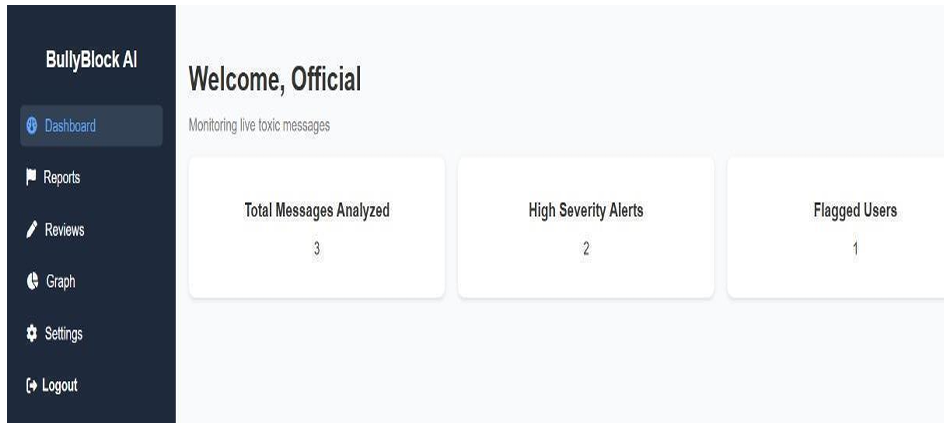 BullyBlock AI
Dashboard
Reports
Reviews
Graph
Settings
Logout
Welcome, Official
Monitoring live toxic messages
Total Messages Analyzed
3
High Severity Alerts
2
Flagged Users
1